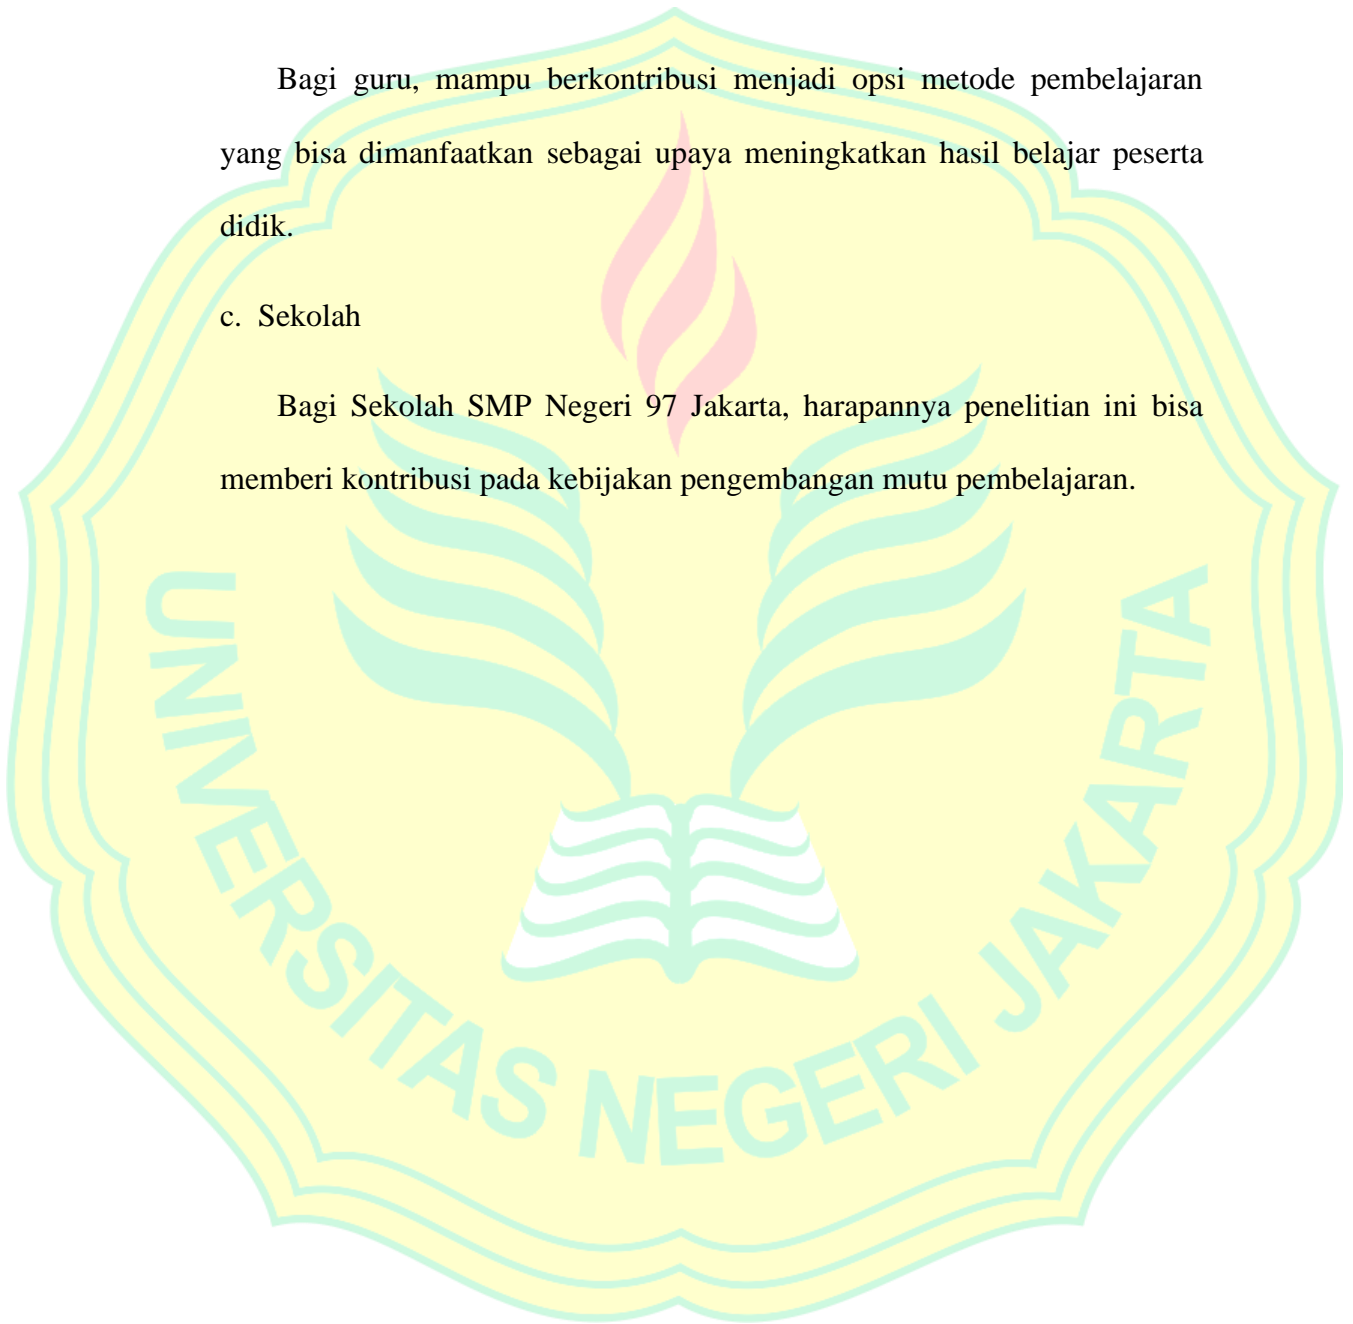 Bagi guru, mampu berkontribusi menjadi opsi metode pembelajaran
yang bisa dimanfaatkan sebagai upaya meningkatkan hasil belajar peserta
didik.
c. Sekolah
Bagi Sekolah SMP Negeri 97 Jakarta, harapannya penelitian ini bisa
memberi kontribusi pada kebijakan pengembangan mutu pembelajaran.
UNIVERSITAS NEGERI JAKARTA